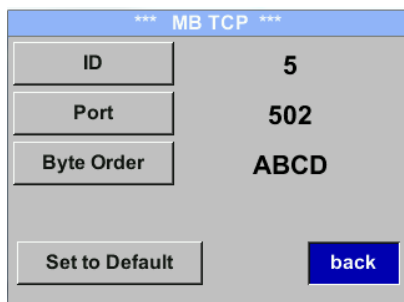 *** MB TCP ***
ID 5
Port 502
Byte Order ABCD
Set to Default back